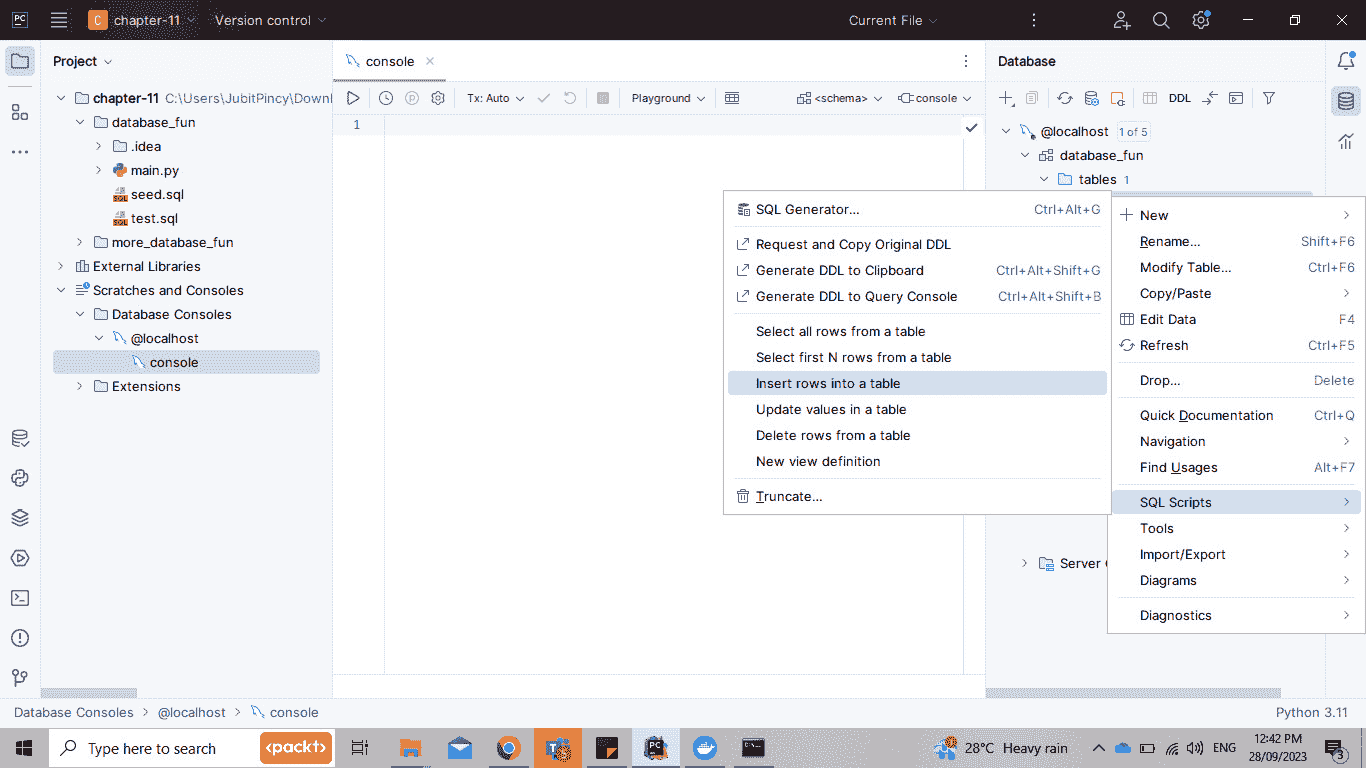 PC
C chapter-11 Version control Current File
Project
chapter-11 C:\Users\JubitPincy\Downl
database_fun
.idea
main.py
seed.sql
test.sql
more_database_fun
External Libraries
Scratches and Consoles
Database Consoles
@localhost
console
Extensions
console
Tx: Auto Playground <schema> console
1
Database
DDL
@localhost 1 of 5
database_fun
tables 1
Server
SQL Generator... Ctrl+Alt+G
Request and Copy Original DDL
Generate DDL to Clipboard Ctrl+Alt+Shift+G
Generate DDL to Query Console Ctrl+Alt+Shift+B
Select all rows from a table
Select first N rows from a table
Insert rows into a table
Update values in a table
Delete rows from a table
New view definition
Truncate...
New
Rename... Shift+F6
Modify Table... Ctrl+F6
Copy/Paste
Edit Data F4
Refresh Ctrl+F5
Drop... Delete
Quick Documentation Ctrl+Q
Navigation
Find Usages Alt+F7
SQL Scripts
Tools
Import/Export
Diagrams
Diagnostics
Database Consoles > @localhost > console Python 3.11
Type here to search <packt> PC 28°C Heavy rain ENG 12:42 PM
28/09/2023 3